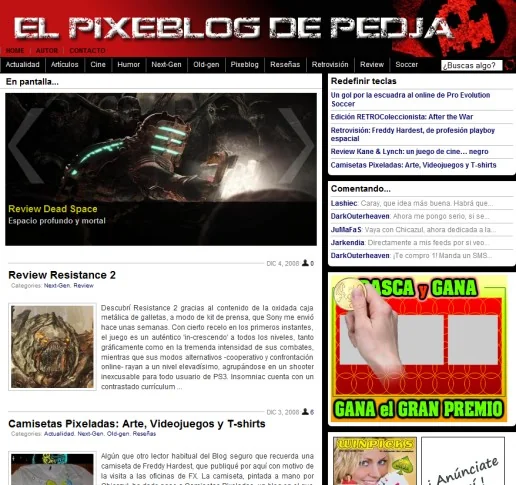 EL PIXEBLOG DE PEDJA
HOME AUTOR CONTACTO
Actualidad Artículos Cine Humor Next-Gen Old-gen Pixeblog Reseñas Retrovisión Review Soccer
¿Buscas algo?
En pantalla...
Review Dead Space
Espacio profundo y mortal
DIC 4, 2008 0
Review Resistance 2
Categories: Next-Gen, Review
Descubrí Resistance 2 gracias al contenido de la oxidada caja
metálica de galletas, a modo de kit de prensa, que Sony me envió
hace unas semanas. Con cierto recelo en los primeros instantes,
el juego es un auténtico 'in-crescendo' a todos los niveles, tanto
gráficamente como en la tremenda intensidad de sus combates,
mientras que sus modos alternativos -cooperativo y confrontación
online- rayan a un nivel elevadísimo, agrupándose en un shooter
inexcusable para todo usuario de PS3. Insomniac cuenta con un
contrastado currículum ...
DIC 3, 2008 6
Camisetas Pixeladas: Arte, Videojuegos y T-shirts
Categories: Actualidad, Next-Gen, Old-gen, Reseñas
Algún que otro lector habitual del Blog seguro que recuerda una
camiseta de Freddy Hardest, que publiqué por aquí con motivo de
la visita a las oficinas de FX. La camiseta, pintada a mano por
Redefinir teclas
Un gol por la escuadra al online de Pro Evolution
Soccer
Edición RETROColeccionista: After the War
Retrovisión: Freddy Hardest, de profesión playboy
espacial
Review Kane & Lynch: un juego de cine... negro
Camisetas Pixeladas: Arte, Videojuegos y T-shirts
Comentando...
Lashiec: Caray, que idea más buena. Habrá que...
DarkOuterheaven: Ahora me pongo serio, si se...
JuMaFaS: Vaya con Chicazul, ahora dedicada a la...
Jarkendia: Directamente a mis feeds por si veo...
DarkOuterheaven: ¡Te compro 1! Manda un SMS...
RASCA y GANA
GANA el GRAN PREMIO
WINPICKS
¡ Anúnciate